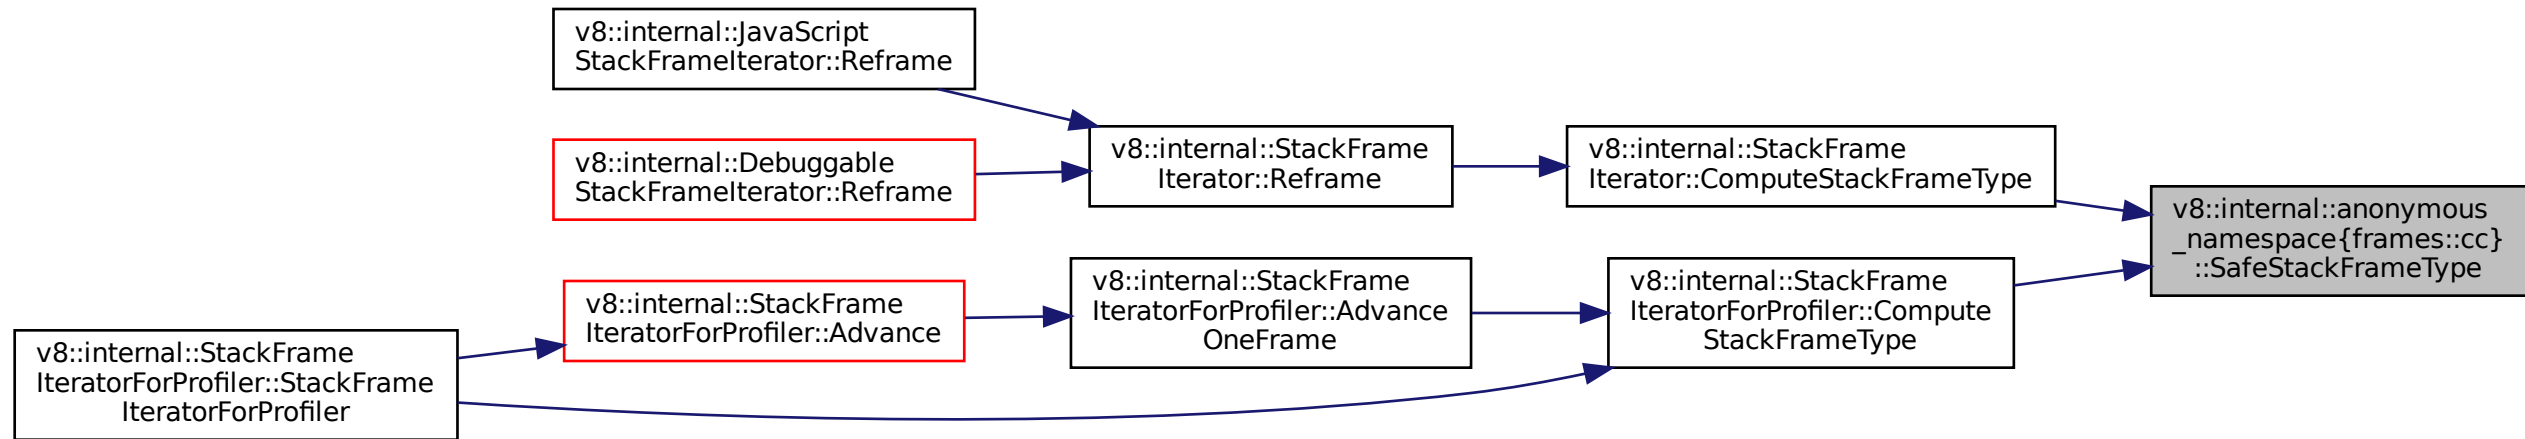 v8::internal::JavaScript
StackFrameIterator::Reframe
v8::internal::Debuggable
StackFrameIterator::Reframe
v8::internal::StackFrame
Iterator::Reframe
v8::internal::StackFrame
Iterator::ComputeStackFrameType
v8::internal::anonymous
_namespace{frames::cc}
::SafeStackFrameType
v8::internal::StackFrame
IteratorForProfiler::StackFrame
IteratorForProfiler
v8::internal::StackFrame
IteratorForProfiler::Advance
v8::internal::StackFrame
IteratorForProfiler::Advance
OneFrame
v8::internal::StackFrame
IteratorForProfiler::Compute
StackFrameType